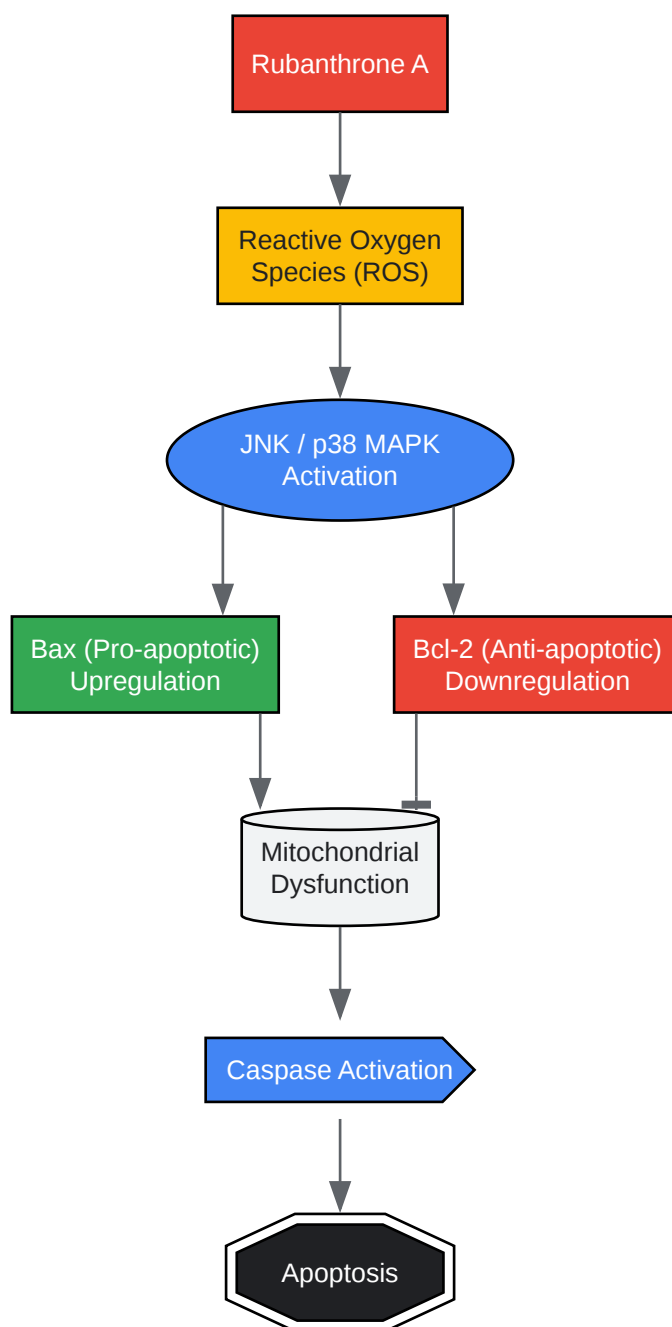 Rubanthrone A
Reactive Oxygen
Species (ROS)
JNK / p38 MAPK
Activation
Bax (Pro-apoptotic)
Upregulation
Bcl-2 (Anti-apoptotic)
Downregulation
Mitochondrial
Dysfunction
Caspase Activation
Apoptosis